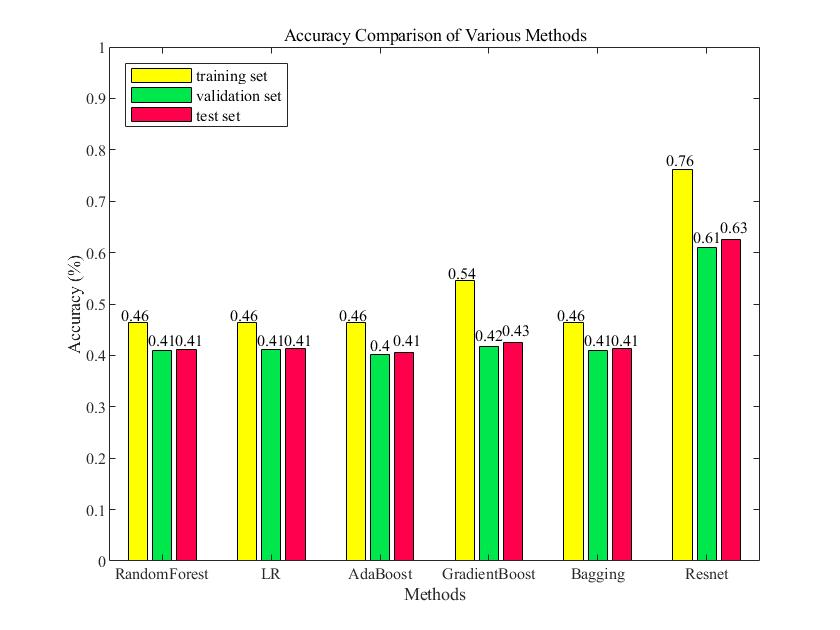 Accuracy Comparison of Various Methods
training set
validation set
test set
Accuracy (%)
1
0.9
0.8
0.7
0.6
0.5
0.4
0.3
0.2
0.1
0
0.46 0.41 0.41
0.46 0.41 0.41
0.46 0.4 0.41
0.54 0.42 0.43
0.46 0.41 0.41
0.76 0.61 0.63
RandomForest LR AdaBoost GradientBoost Bagging Resnet
Methods